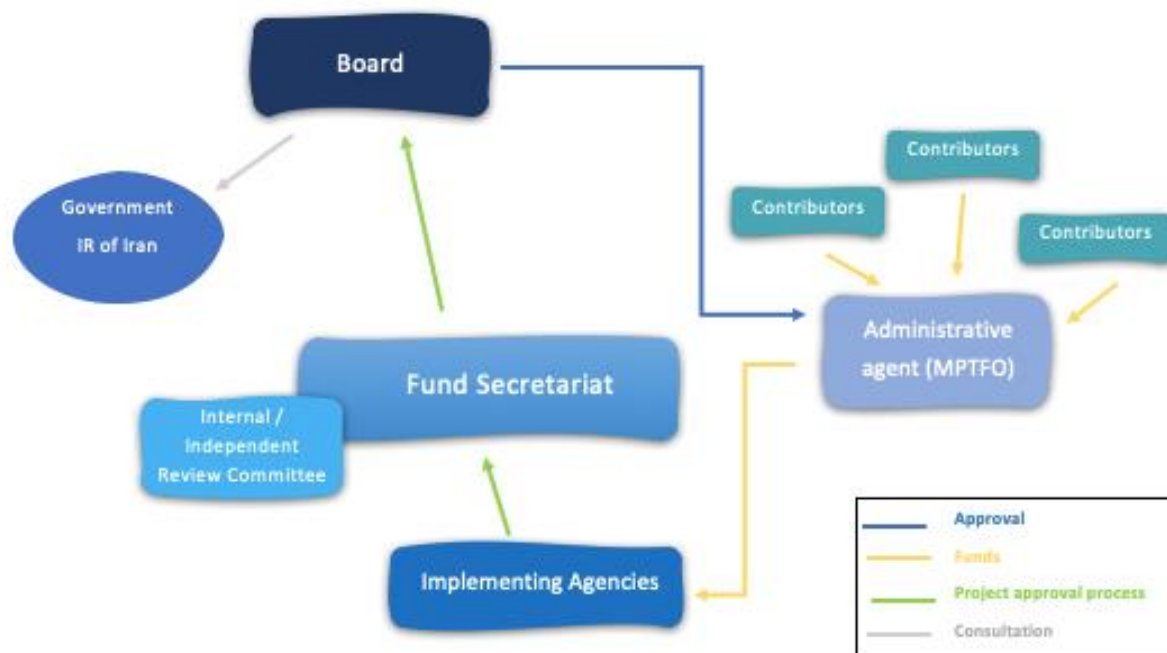 Board
Government
IR of Iran
Contributors
Contributors
Contributors
Administrative
agent (MPTFO)
Fund Secretariat
Internal /
Independent
Review Committee
Implementing Agencies
Approval
Funds
Project approval process
Consultation